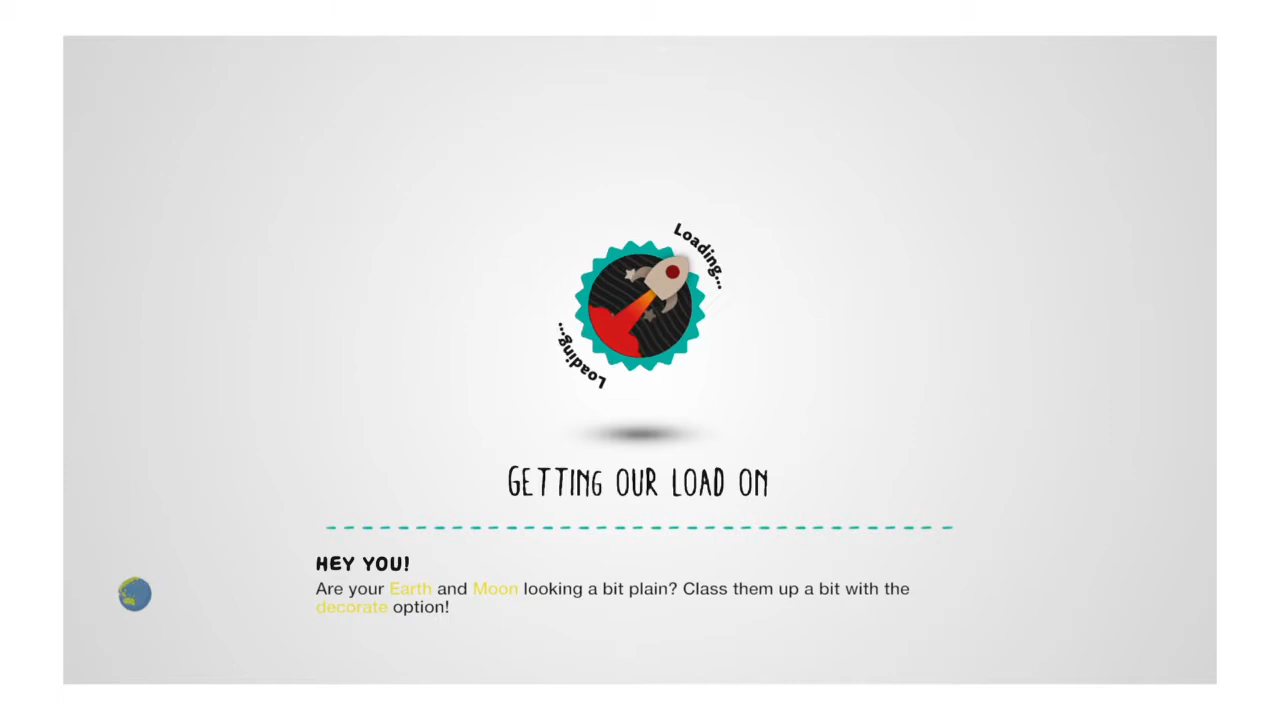 Loading...
Loading...
GETTING OUR LOAD ON
HEY YOU!
Are your Earth and Moon looking a bit plain? Class them up a bit with the
decorate option!